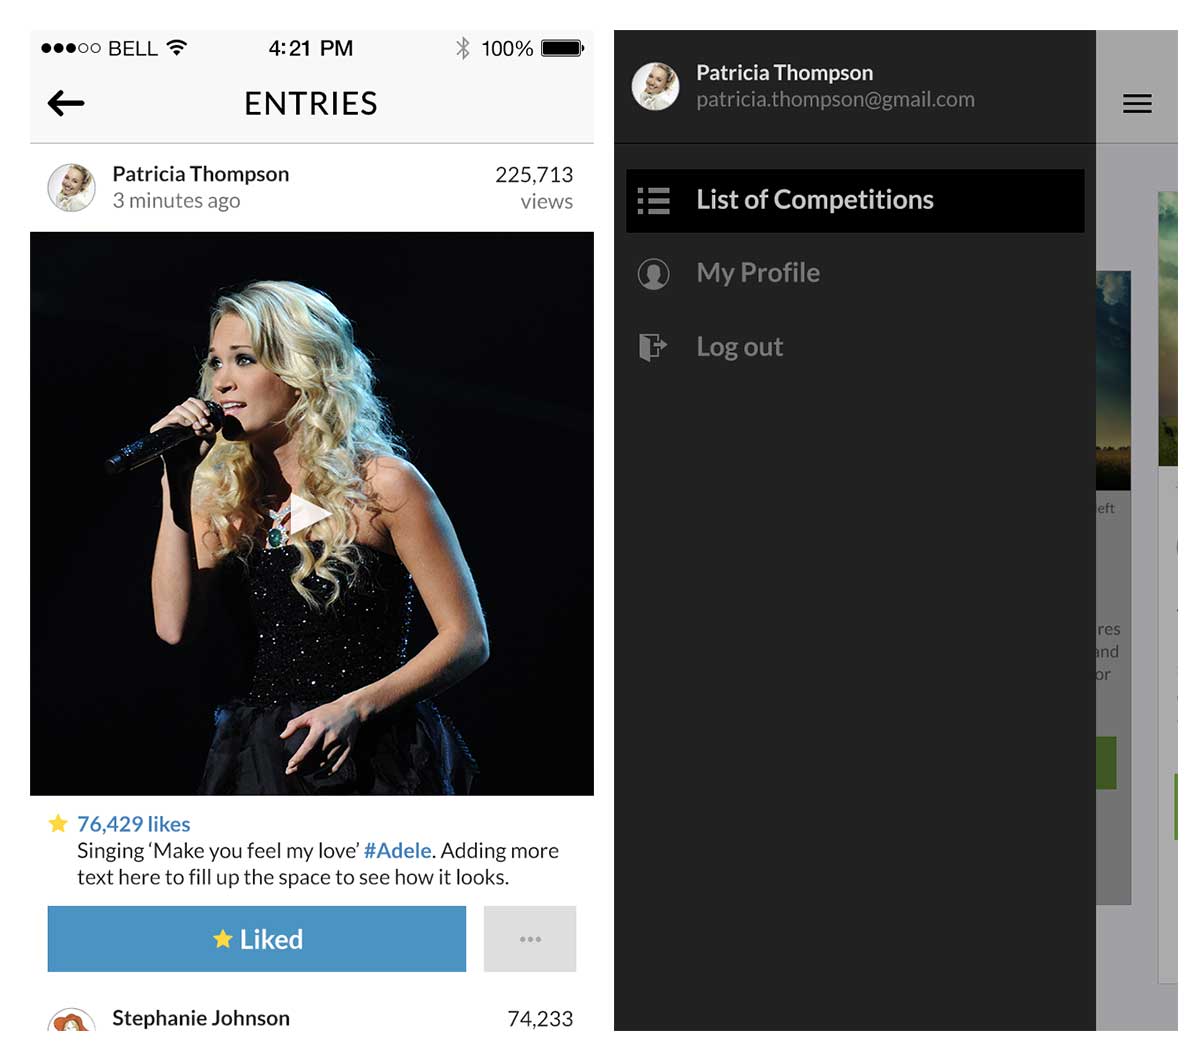 BELL
4:21 PM
100%
ENTRIES
Patricia Thompson
3 minutes ago
225,713
views
76,429 likes
Singing ‘Make you feel my love’ #Adele. Adding more
text here to fill up the space to see how it looks.
Liked
Stephanie Johnson
74,233
Patricia Thompson
patricia.thompson@gmail.com
List of Competitions
My Profile
Log out
eft
res
and
or